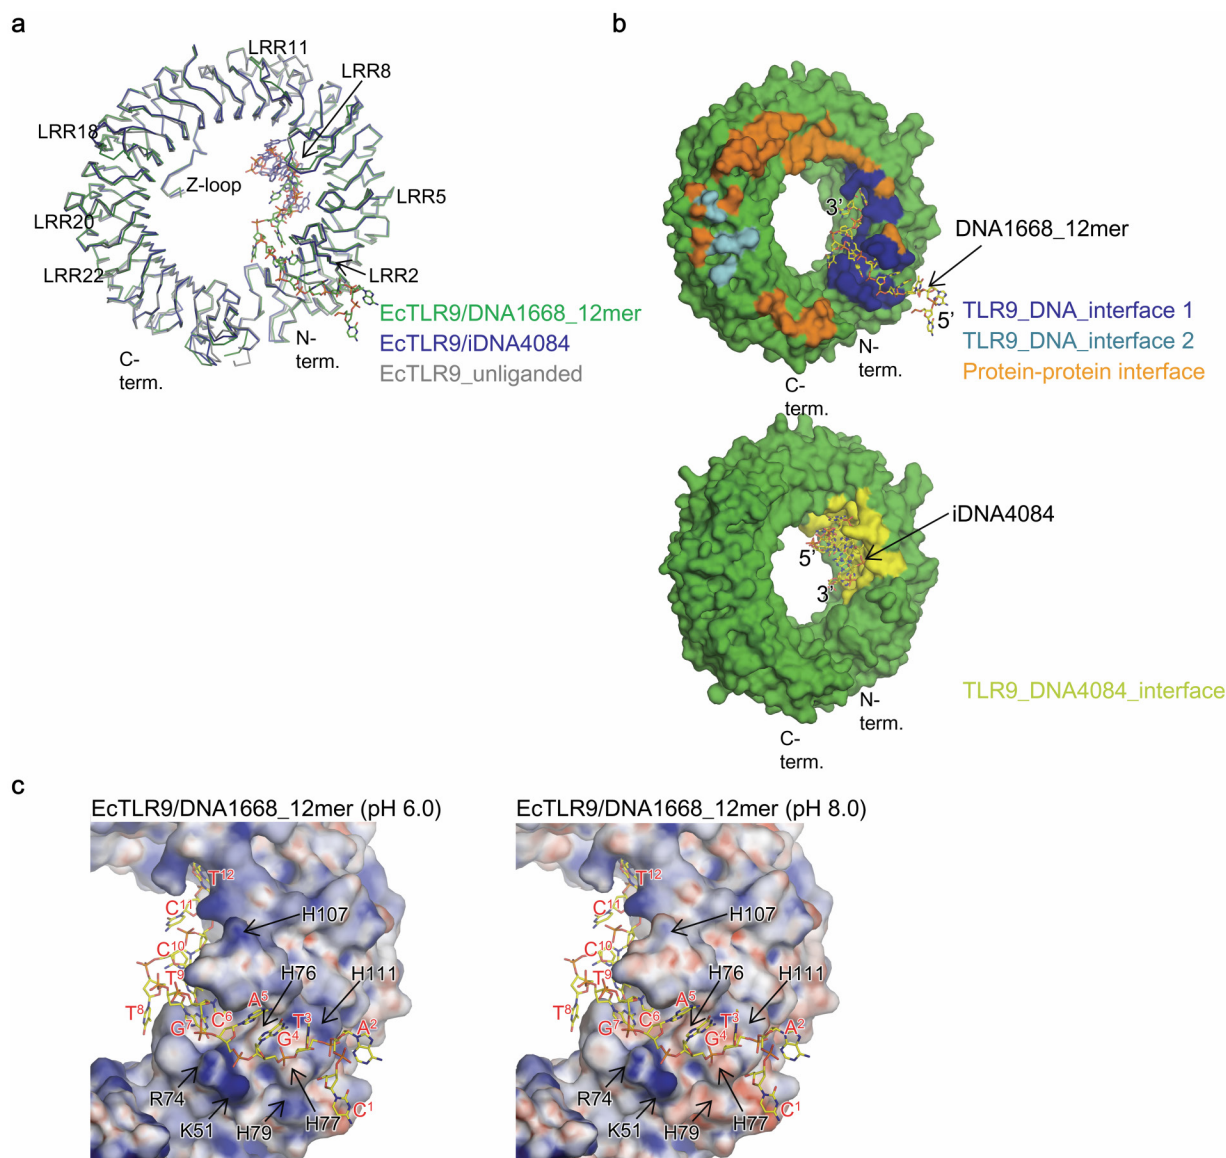 a
LRR11
LRR8
LRR18
Z-loop
LRR5
LRR20
LRR22
LRR2
EcTLR9/DNA1668_12mer
EcTLR9/iDNA4084
EcTLR9_unliganded
N-
term.
C-
term.
b
3’
DNA1668_12mer
5’
TLR9_DNA_interface 1
TLR9_DNA_interface 2
Protein-protein interface
N-
term.
C-
term.
iDNA4084
5’
3’
TLR9_DNA4084_interface
N-
term.
C-
term.
c
EcTLR9/DNA1668_12mer (pH 6.0)
T¹²
C¹¹
H107
C¹⁰
H76
H111
T⁹
A⁵
T⁸
C⁶
T³
A²
G⁷
G⁴
R74
K51
H79
H77
C¹
EcTLR9/DNA1668_12mer (pH 8.0)
T¹²
C¹¹
H107
C¹⁰
H76
H111
T⁹
A⁵
T⁸
C⁶
T³
A²
G⁷
G⁴
R74
K51
H79
H77
C¹